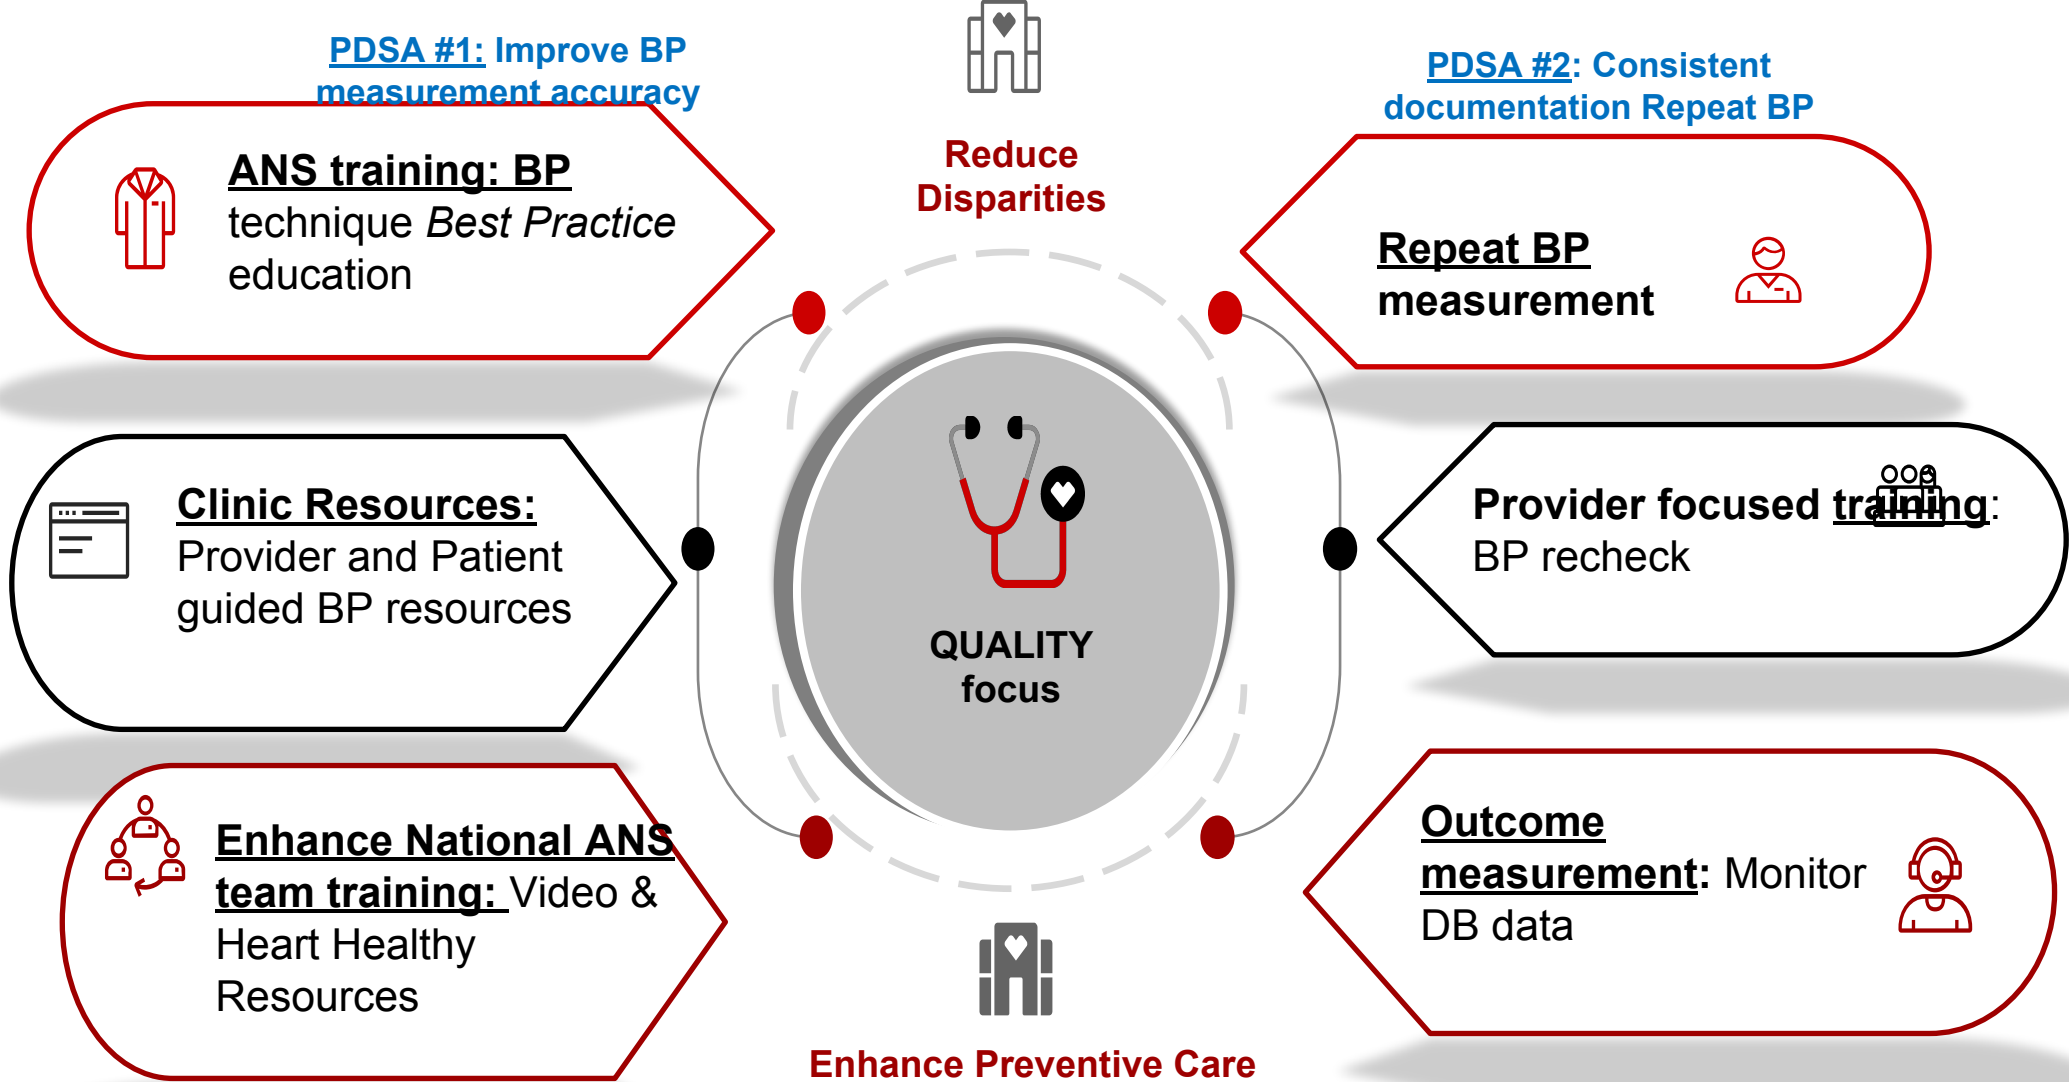 PDSA #1: Improve BP
measurement accuracy
ANS training: BP
technique Best Practice
education
Clinic Resources:
Provider and Patient
guided BP resources
Enhance National ANS
team training: Video &
Heart Healthy
Resources
Reduce
Disparities
QUALITY
focus
Enhance Preventive Care
PDSA #2: Consistent
documentation Repeat BP
Repeat BP
measurement
Provider focused training:
BP recheck
Outcome
measurement: Monitor
DB data